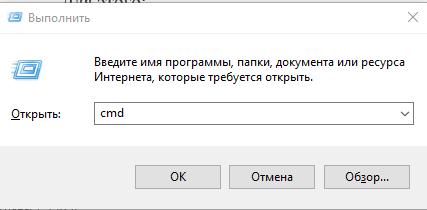 Выполнить
Введите имя программы, папки, документа или ресурса
Интернета, которые требуется открыть.
Открыть: cmd
ОК Отмена Обзор...